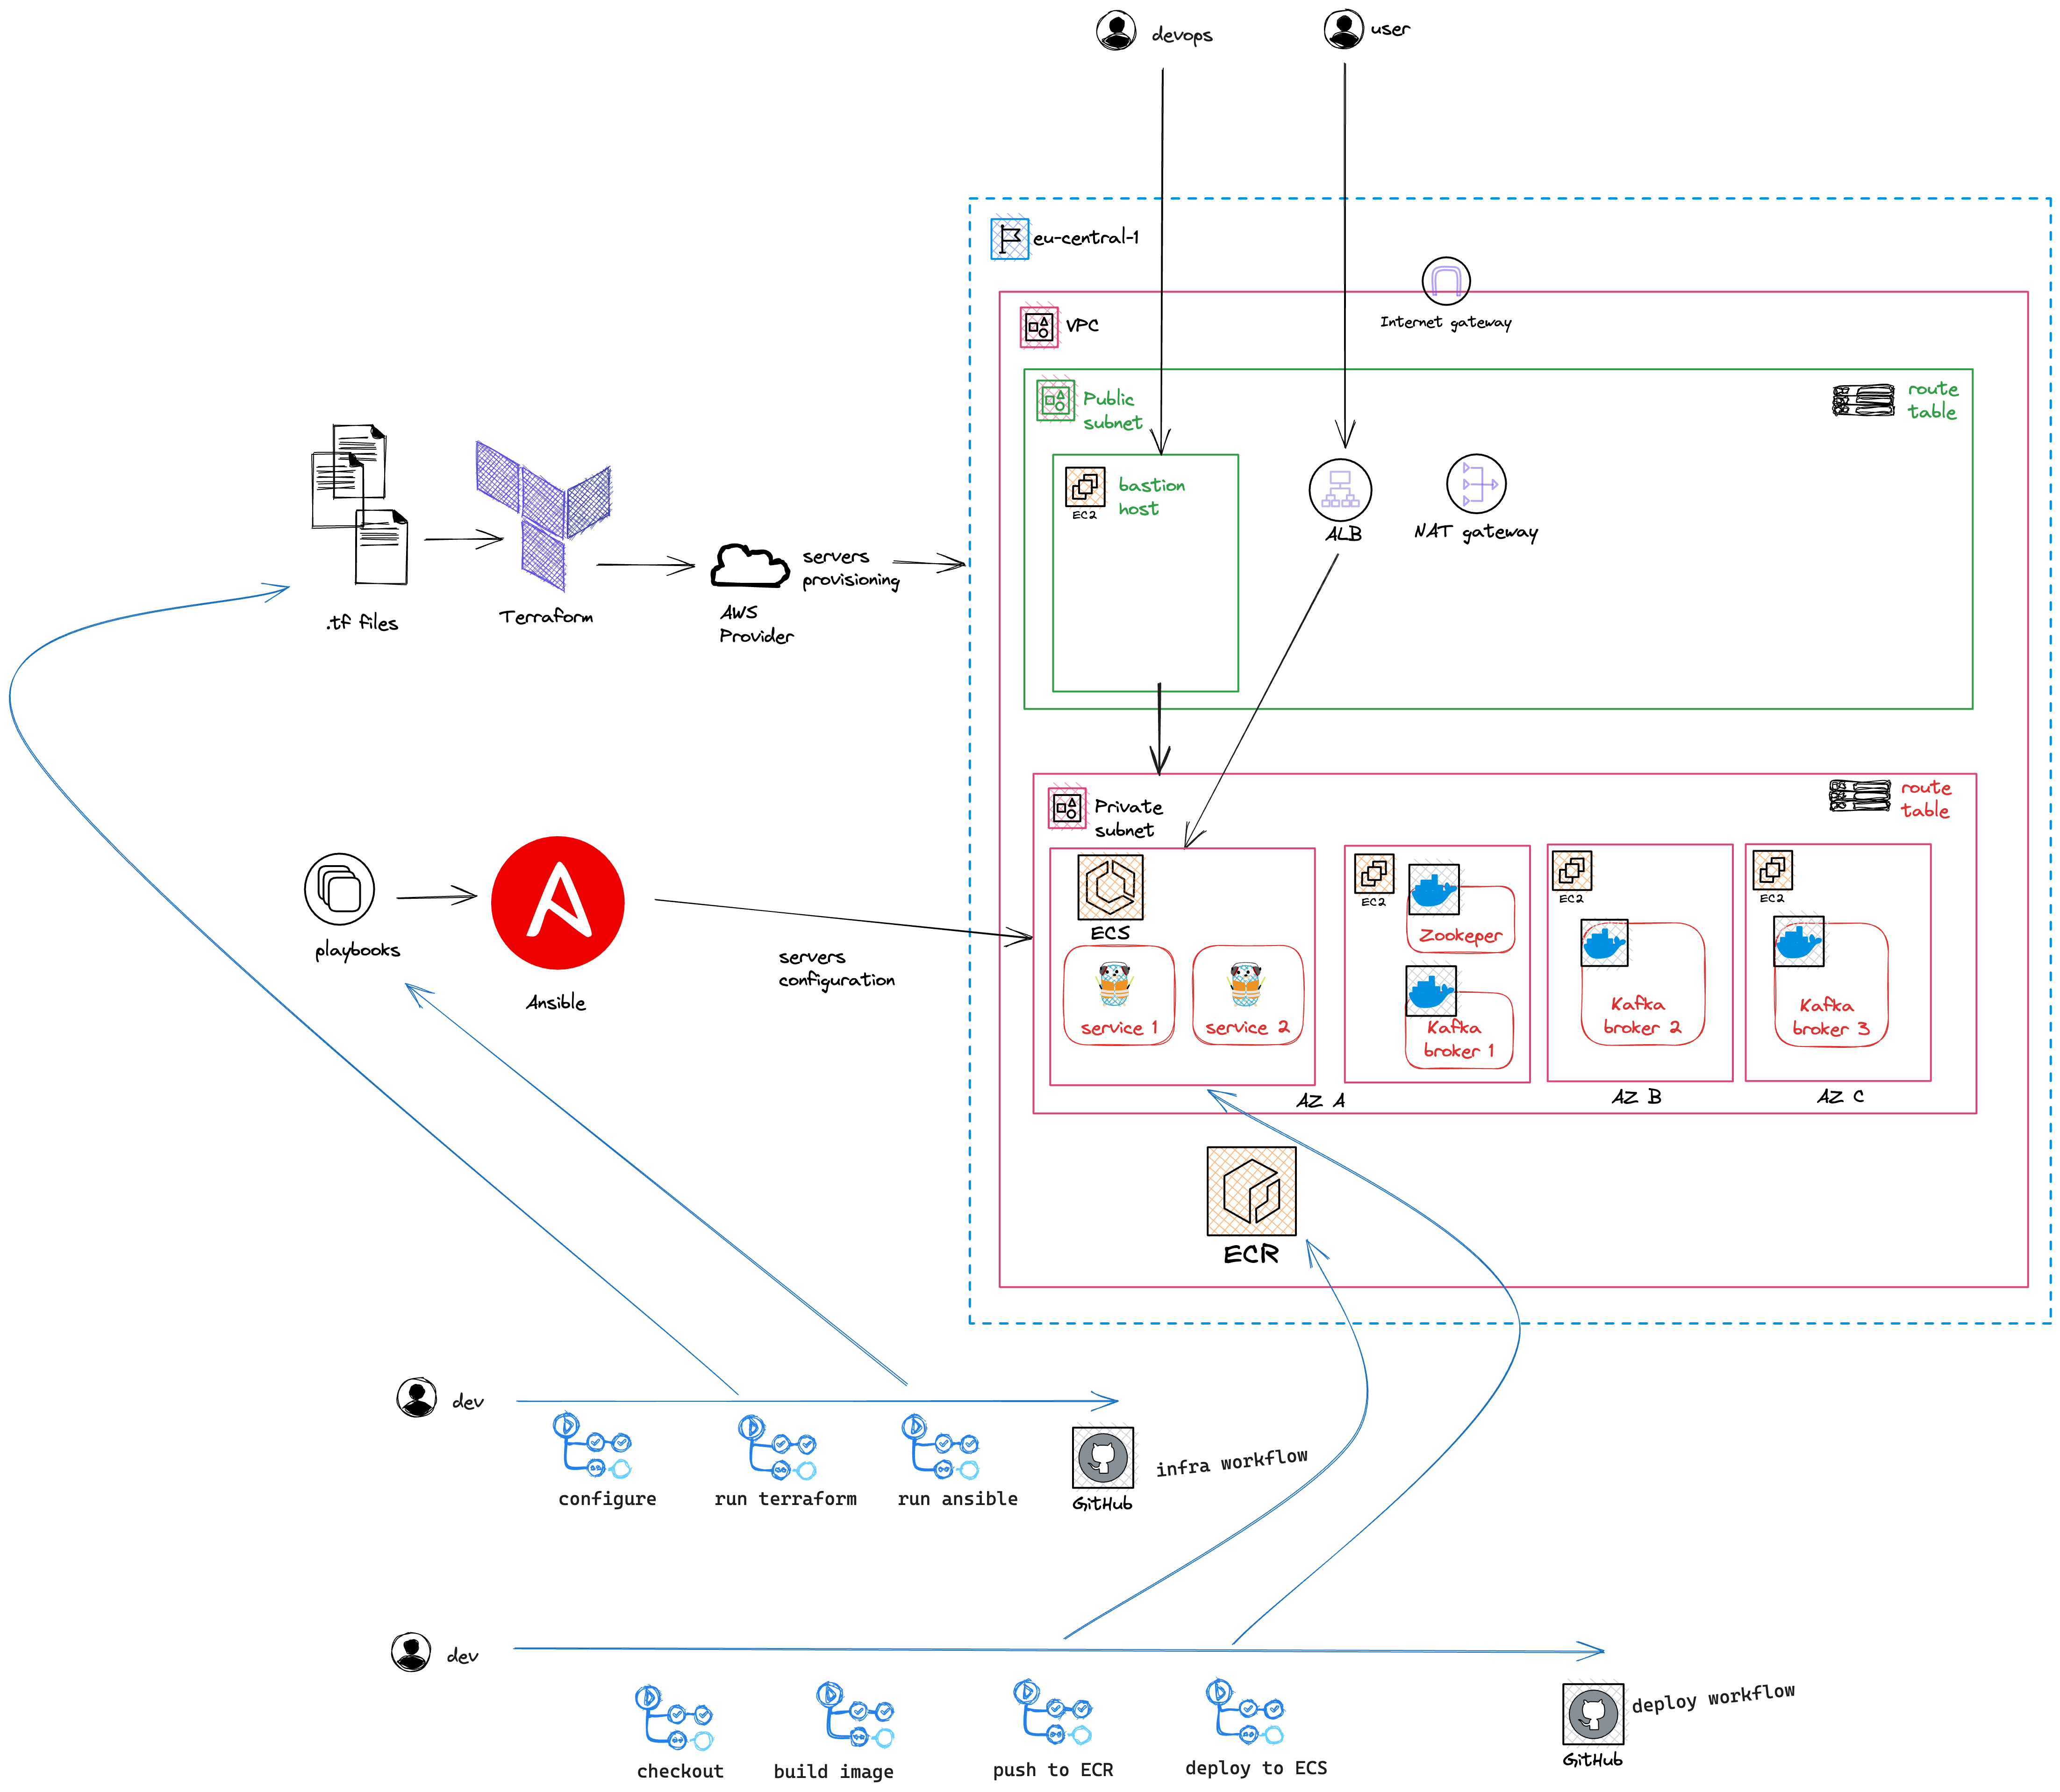 devops
user
eu-central-1
Internet gateway
VPC
Public
subnet
route
table
EC2
bastion
host
ALB
NAT gateway
.tf files
Terraform
AWS
Provider
servers
provisioning
Private
subnet
route
table
playbooks
Ansible
servers
configuration
ECS
service 1
service 2
EC2
Zookeper
Kafka
broker 1
EC2
Kafka
broker 2
EC2
Kafka
broker 3
AZ A
AZ B
AZ C
ECR
dev
configure
run terraform
run ansible
GitHub
infra workflow
dev
checkout
build image
push to ECR
deploy to ECS
GitHub
deploy workflow